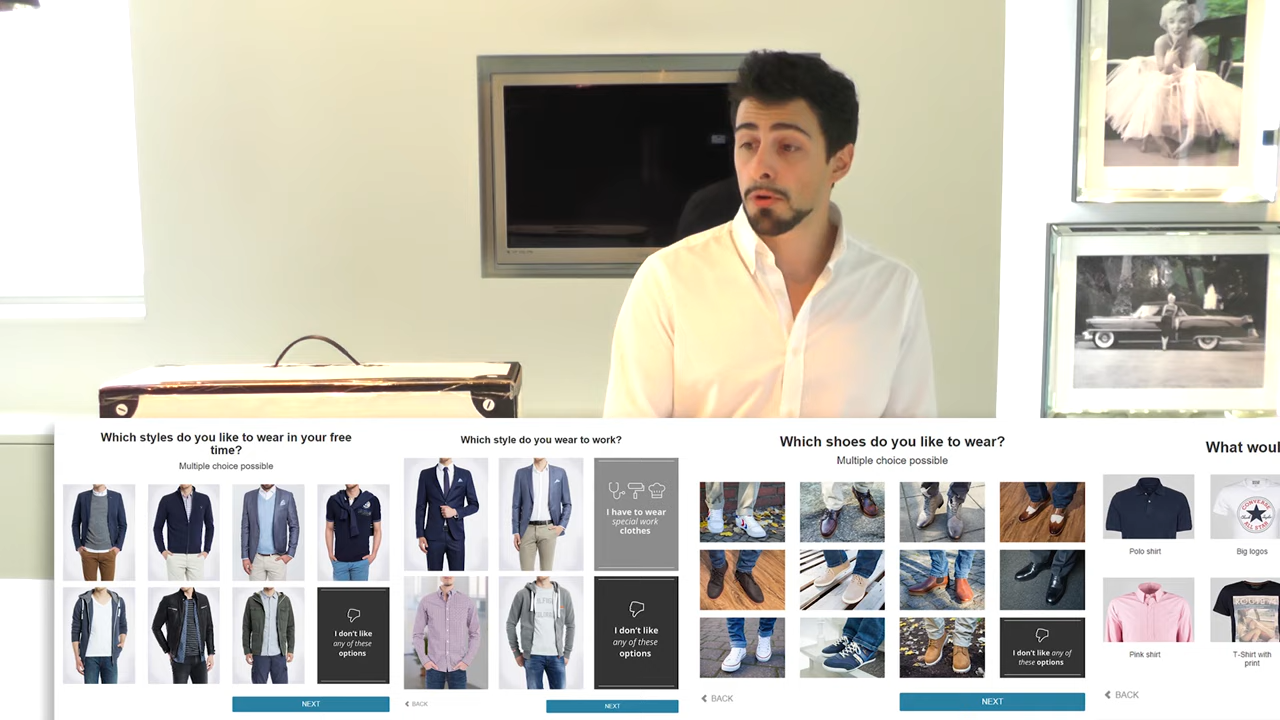 Which styles do you like to wear in your free
time?
Multiple choice possible
I don't like
any of these
options
NEXT
Which style do you wear to work?
I have to wear
special work
clothes
I don't like
any of these
options
BACK
NEXT
Which shoes do you like to wear?
Multiple choice possible
I don't like any of
these options
BACK
NEXT
What woul
Polo shirt
CONVERSE
ALL STAR
Big logos
Pink shirt
T-Shirt with
print
BACK